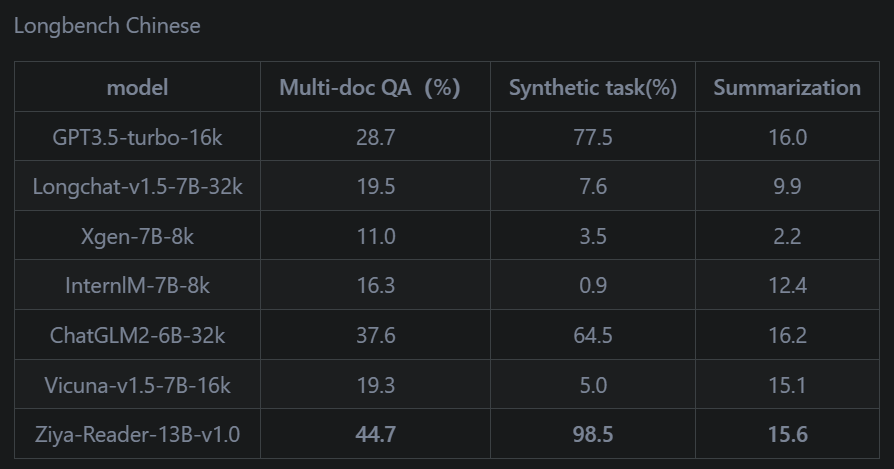 Longbench Chinese
model Multi-doc QA（%） Synthetic task(%) Summarization
GPT3.5-turbo-16k 28.7 77.5 16.0
Longchat-v1.5-7B-32k 19.5 7.6 9.9
Xgen-7B-8k 11.0 3.5 2.2
InternlM-7B-8k 16.3 0.9 12.4
ChatGLM2-6B-32k 37.6 64.5 16.2
Vicuna-v1.5-7B-16k 19.3 5.0 15.1
Ziya-Reader-13B-v1.0 44.7 98.5 15.6